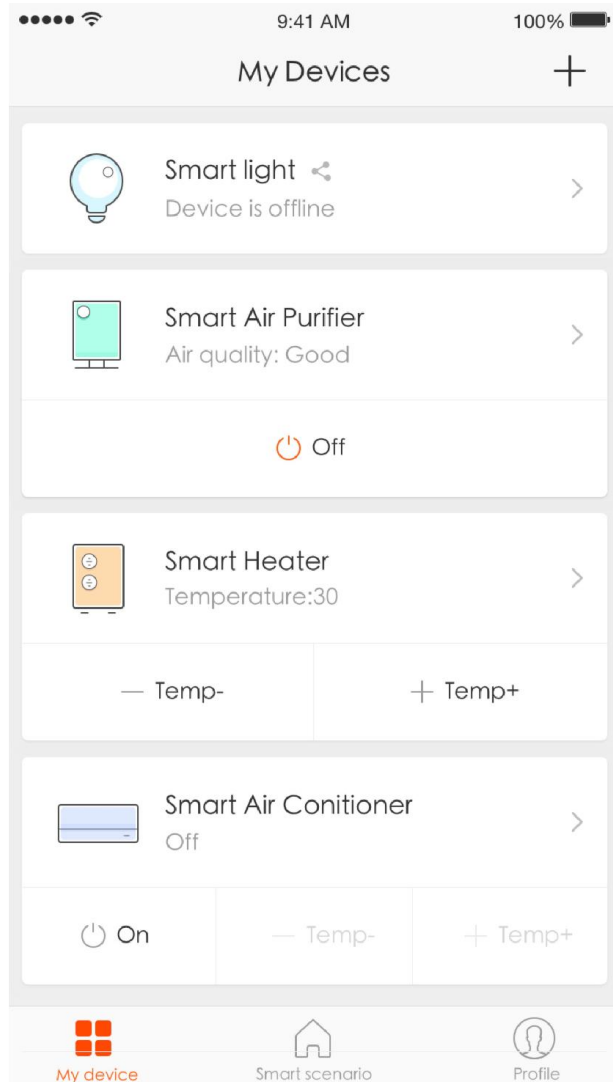 9:41 AM 100%
My Devices
Smart light
Device is offline
Smart Air Purifier
Air quality: Good
Off
Smart Heater
Temperature:30
Temp- Temp+
Smart Air Conitioner
Off
On Temp- Temp+
My device Smart scenario Profile